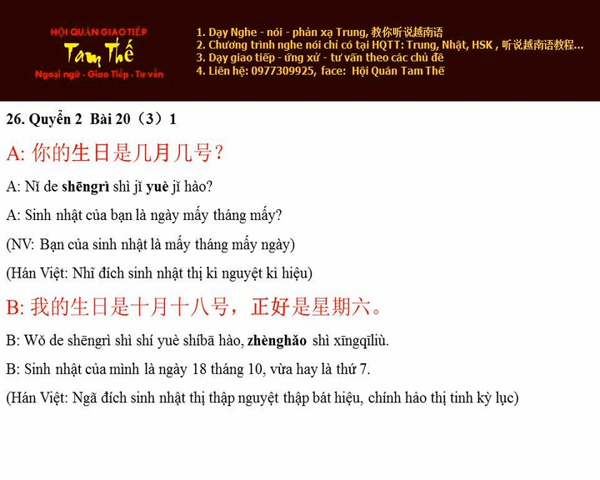 HỘI QUÁN GIAO TIẾP
Tam Thế
Ngoại ngữ - Giao Tiếp - Tư vấn
1. Dạy Nghe - nói - phản xạ Trung, 教你听说越南语
2. Chương trình nghe nói chỉ có tại HQTT: Trung, Nhật, HSK , 听说越南语教程...
3. Dạy giao tiếp - ứng xử - tư vấn theo các chủ đề
4. Liên hệ: 0977309925, face: Hội Quán Tam Thế
26. Quyển 2 Bài 20（3）1
A: 你的生日是几月几号？
A: Nǐ de shēngrì shì jǐ yuè jǐ hào?
A: Sinh nhật của bạn là ngày mấy tháng mấy?
(NV: Bạn của sinh nhật là mấy tháng mấy ngày)
(Hán Việt: Nhĩ đích sinh nhật thị ki nguyệt ki hiệu)
B: 我的生日是十月十八号，正好是星期六。
B: Wǒ de shēngrì shì shí yuè shíbā hào, zhènghǎo shì xīngqīliù.
B: Sinh nhật của mình là ngày 18 tháng 10, vừa hay là thứ 7.
(Hán Việt: Ngã đích sinh nhật thị thập nguyệt thập bát hiệu, chính hảo thị tinh kỳ lục)